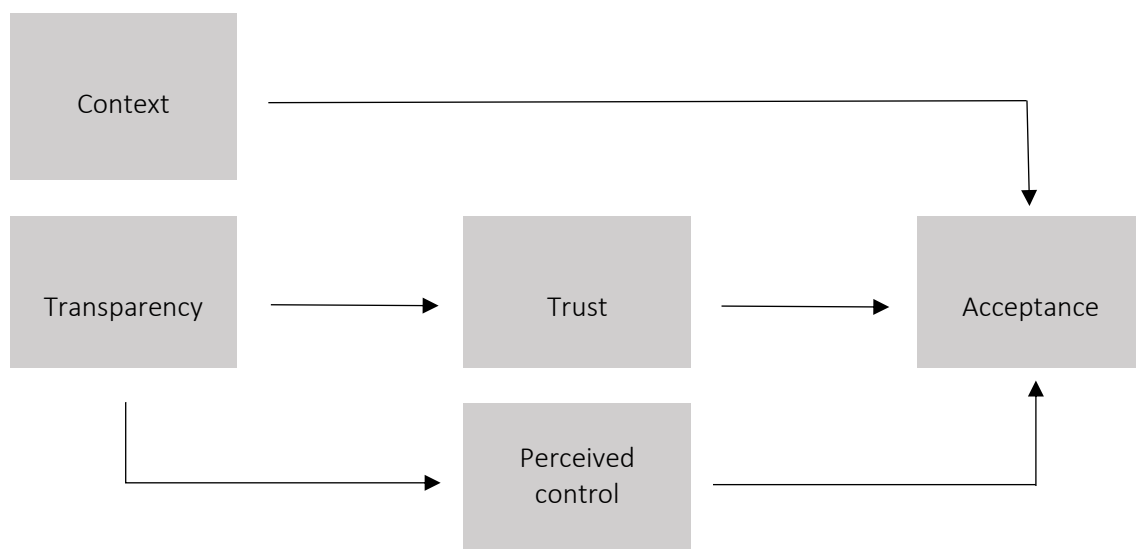 Context
Transparency
Trust
Acceptance
Perceived
control